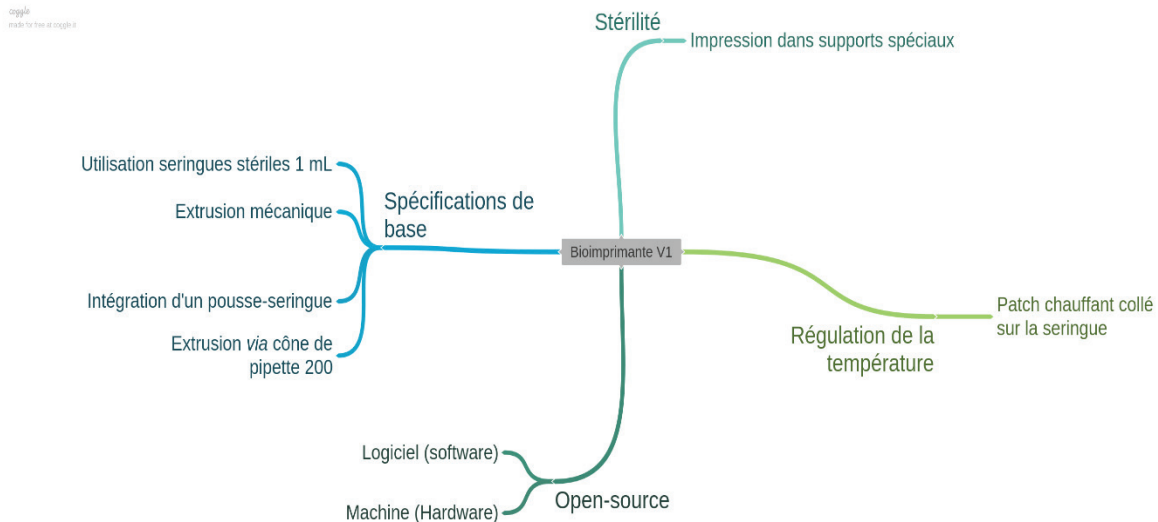 coggle
made for free at coggle.it
Stérilité
Impression dans supports spéciaux
Utilisation seringues stériles 1 mL
Extrusion mécanique
Spécifications de
base
Intégration d'un pousse-seringue
Extrusion via cône de
pipette 200
Bioimprimante V1
Patch chauffant collé
sur la seringue
Régulation de la
température
Logiciel (software)
Machine (Hardware)
Open-source